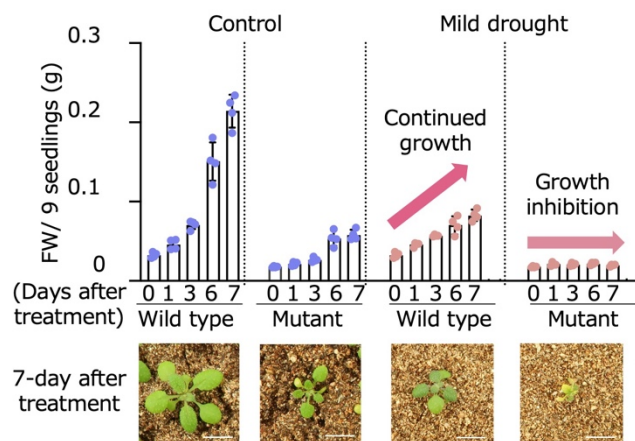 Control
Mild drought
FW/ 9 seedlings (g)
0.3
0.2
0.1
0
Continued
growth
Growth
inhibition
(Days after
treatment)
0 1 3 6 7
0 1 3 6 7
0 1 3 6 7
0 1 3 6 7
Wild type
Mutant
Wild type
Mutant
7-day after
treatment